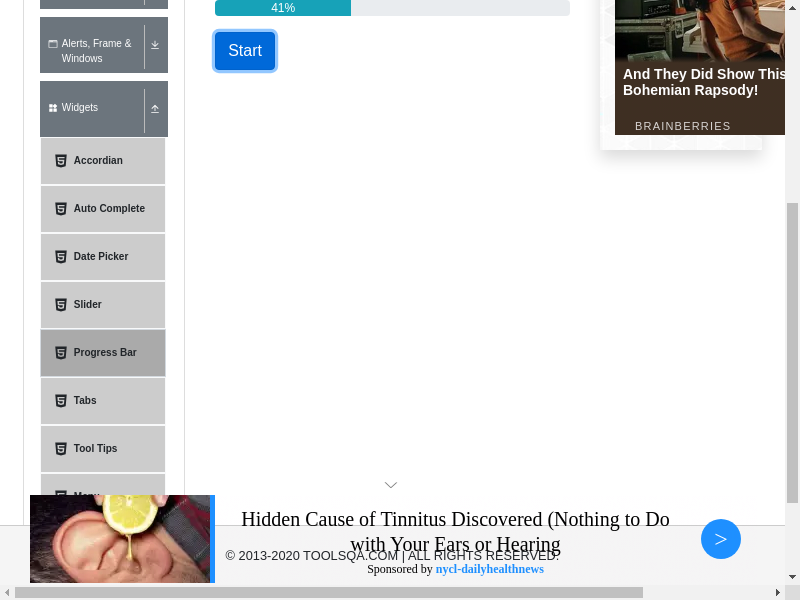 41%
Alerts, Frame &
Windows
Start
And They Did Show This
Bohemian Rapsody!
BRAINBERRIES
Widgets
Accordian
Auto Complete
Date Picker
Slider
Progress Bar
Tabs
Tool Tips
Menu
Hidden Cause of Tinnitus Discovered (Nothing to Do
with Your Ears or Hearing
© 2013-2020 TOOLSQA.COM | ALL RIGHTS RESERVED.
Sponsored by nycl-dailyhealthnews
>